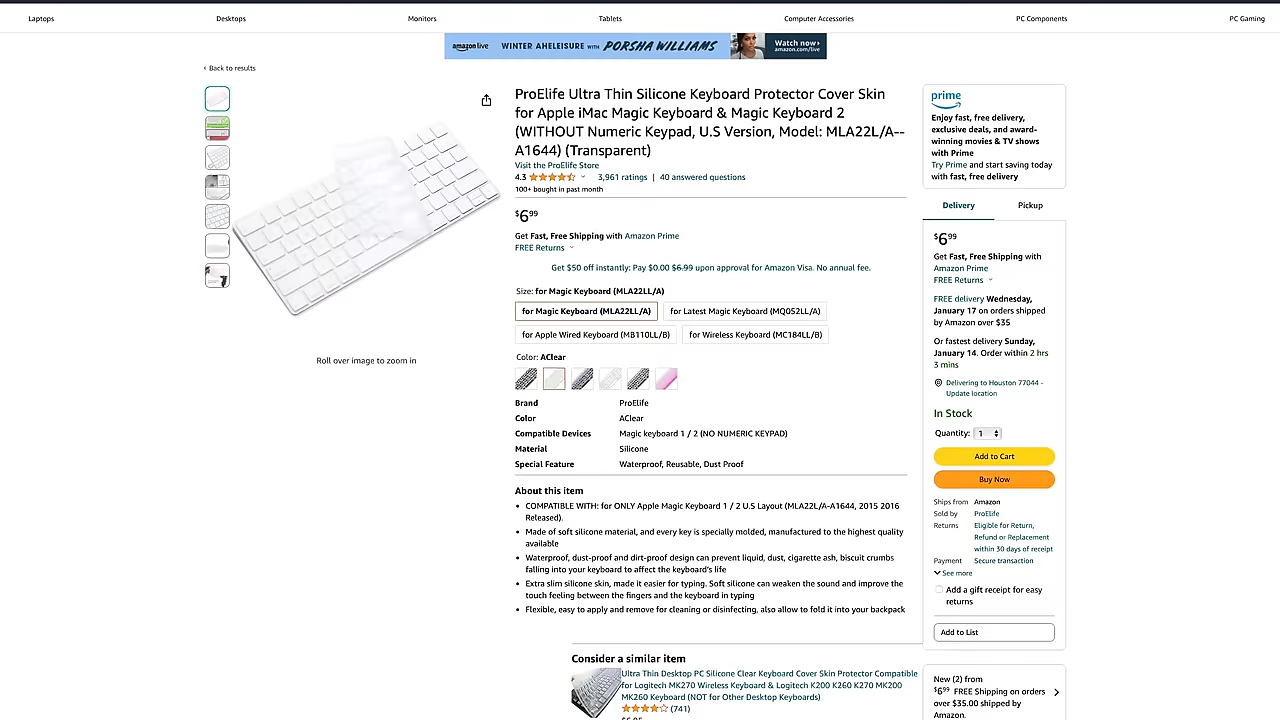 Laptops
Desktops
Monitors
Tablets
Computer Accessories
PC Components
PC Gaming
amazon live WINTER AHELEISURE WITH PORSHA WILLIAMS
Watch now›
amazon.com/live
‹ Back to results
ProElife Ultra Thin Silicone Keyboard Protector Cover Skin
for Apple iMac Magic Keyboard & Magic Keyboard 2
(WITHOUT Numeric Keypad, U.S Version, Model: MLA22L/A--
A1644) (Transparent)
Visit the ProElife Store
4.3 3,961 ratings | 40 answered questions
100+ bought in past month
$6 99
Get Fast, Free Shipping with Amazon Prime
FREE Returns
Get $50 off instantly: Pay $0.00 $6.99 upon approval for Amazon Visa. No annual fee.
Size: for Magic Keyboard (MLA22LL/A)
for Magic Keyboard (MLA22LL/A)
for Latest Magic Keyboard (MQ052LL/A)
for Apple Wired Keyboard (MB110LL/B)
for Wireless Keyboard (MC184LL/B)
Color: AClear
Brand ProElife
Color AClear
Compatible Devices Magic keyboard 1 / 2 (NO NUMERIC KEYPAD)
Material Silicone
Special Feature Waterproof, Reusable, Dust Proof
About this item
• COMPATIBLE WITH: for ONLY Apple Magic Keyboard 1 / 2 U.S Layout (MLA22L/A-A1644, 2015 2016
Released).
• Made of soft silicone material, and every key is specially molded, manufactured to the highest quality
available
• Waterproof, dust-proof and dirt-proof design can prevent liquid, dust, cigarette ash, biscuit crumbs
falling into your keyboard to affect the keyboard's life
• Extra slim silicone skin, made it easier for typing. Soft silicone can weaken the sound and improve the
touch feeling between the fingers and the keyboard in typing
• Flexible, easy to apply and remove for cleaning or disinfecting, also allow to fold it into your backpack
Roll over image to zoom in
Consider a similar item
Ultra Thin Desktop PC Silicone Clear Keyboard Cover Skin Protector Compatible
for Logitech MK270 Wireless Keyboard & Logitech K200 K260 K270 MK200
MK260 Keyboard (NOT for Other Desktop Keyboards)
(741)
prime
Enjoy fast, free delivery,
exclusive deals, and award-
winning movies & TV shows
with Prime
Try Prime and start saving today
with fast, free delivery
Delivery
Pickup
$6 99
Get Fast, Free Shipping with
Amazon Prime
FREE Returns
FREE delivery Wednesday,
January 17 on orders shipped
by Amazon over $35
Or fastest delivery Sunday,
January 14. Order within 2 hrs
3 mins
Delivering to Houston 77044 -
Update location
In Stock
Quantity: 1
Add to Cart
Buy Now
Ships from Amazon
Sold by ProElife
Returns Eligible for Return,
Refund or Replacement
within 30 days of receipt
Payment Secure transaction
See more
Add a gift receipt for easy
returns
Add to List
New (2) from
$6 99 FREE Shipping on orders
over $35.00 shipped by
Amazon.